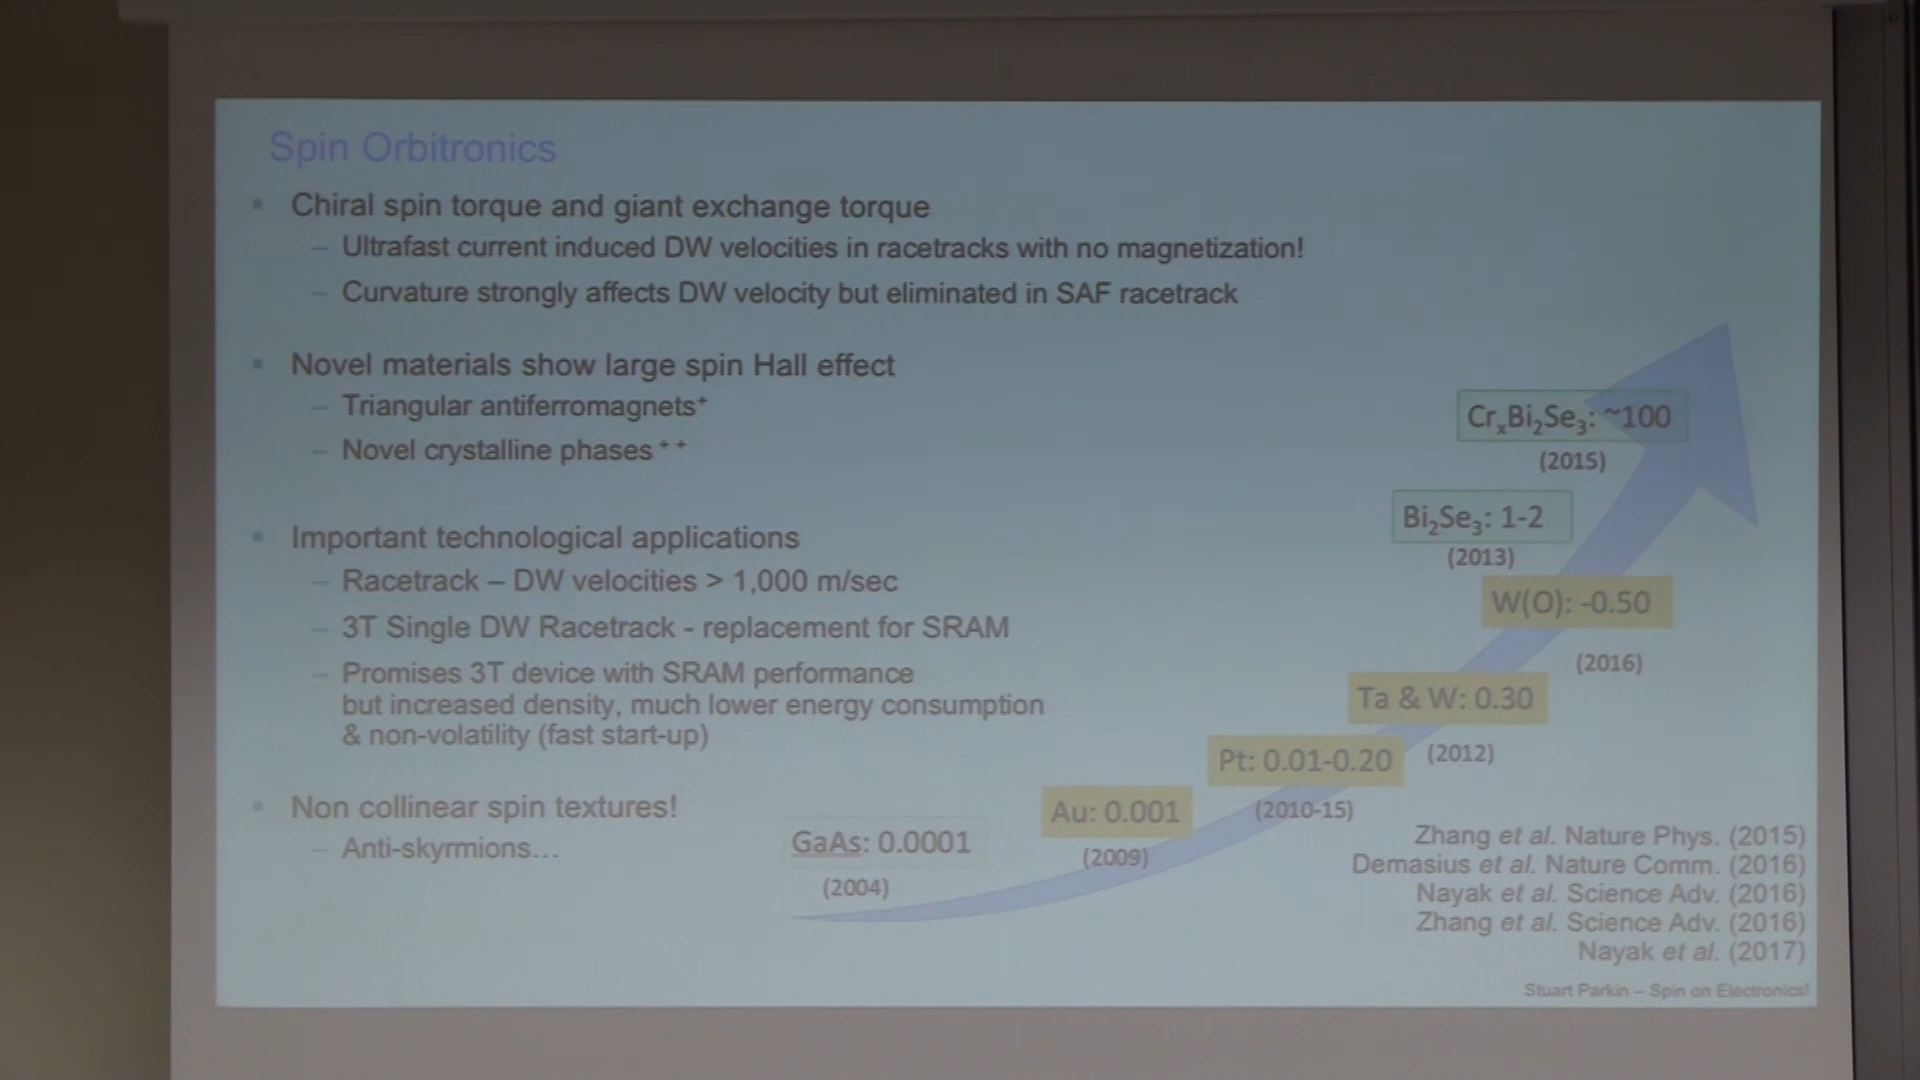 Spin Orbitronics
▪ Chiral spin torque and giant exchange torque
– Ultrafast current induced DW velocities in racetracks with no magnetization!
– Curvature strongly affects DW velocity but eliminated in SAF racetrack
▪ Novel materials show large spin Hall effect
– Triangular antiferromagnets⁺
– Novel crystalline phases⁺⁺
▪ Important technological applications
– Racetrack – DW velocities > 1,000 m/sec
– 3T Single DW Racetrack - replacement for SRAM
– Promises 3T device with SRAM performance
but increased density, much lower energy consumption
& non-volatility (fast start-up)
▪ Non collinear spin textures!
– Anti-skyrmions...
GaAs: 0.0001
(2004)
Au: 0.001
(2009)
Pt: 0.01-0.20
(2010-15)
Ta & W: 0.30
(2012)
W(O): -0.50
(2016)
Bi₂Se₃: 1-2
(2013)
CrₓBi₂Se₃: ~100
(2015)
Zhang et al. Nature Phys. (2015)
Demasius et al. Nature Comm. (2016)
Nayak et al. Science Adv. (2016)
Zhang et al. Science Adv. (2016)
Nayak et al. (2017)
Stuart Parkin – Spin on Electronics!